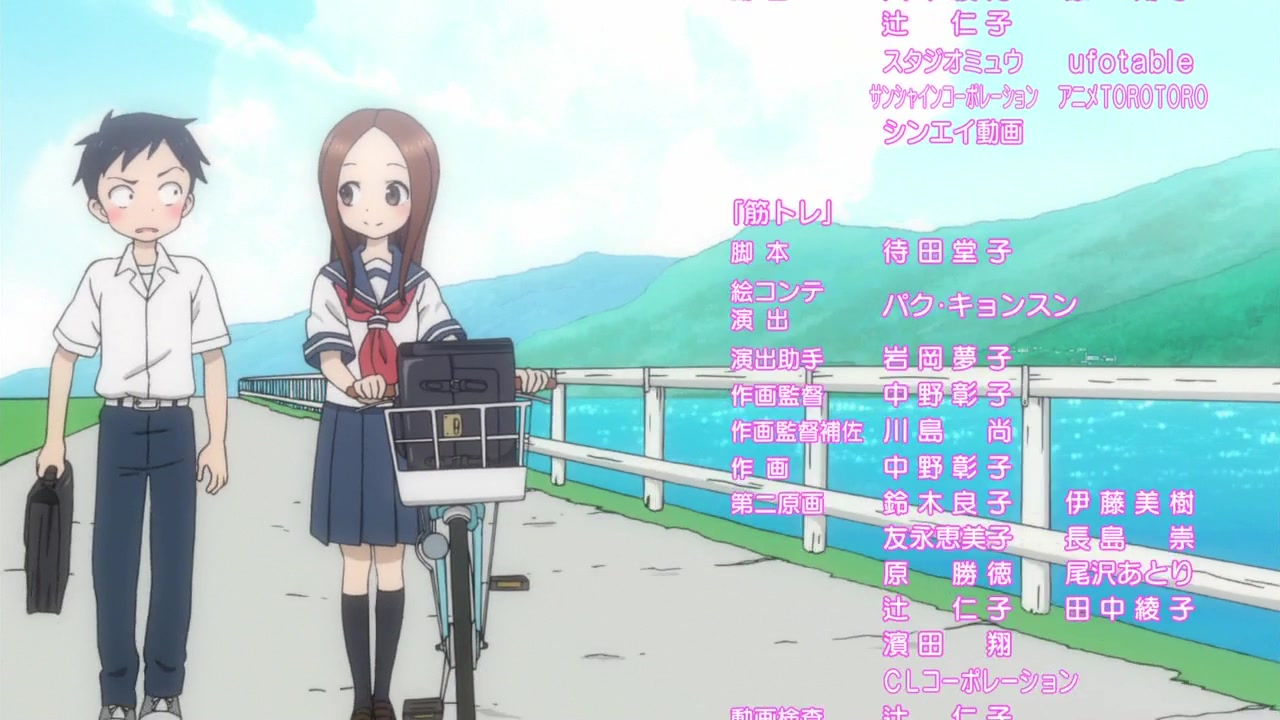 辻 仁子
スタジオミュウ ufotable
サンシャインコーポレーション アニメTOROTORO
シンエイ動画
「筋トレ」
脚本 待田堂子
絵コンテ
演出 パク・キョンスン
演出助手 岩岡夢子
作画監督 中野彰子
作画監督補佐 川島 尚
作画 中野彰子
第二原画 鈴木良子 伊藤美樹
友永恵美子 長島 崇
原 勝徳 尾沢あとり
辻 仁子 田中綾子
濱田 翔
CLコーポレーション
動画検査 辻 仁子